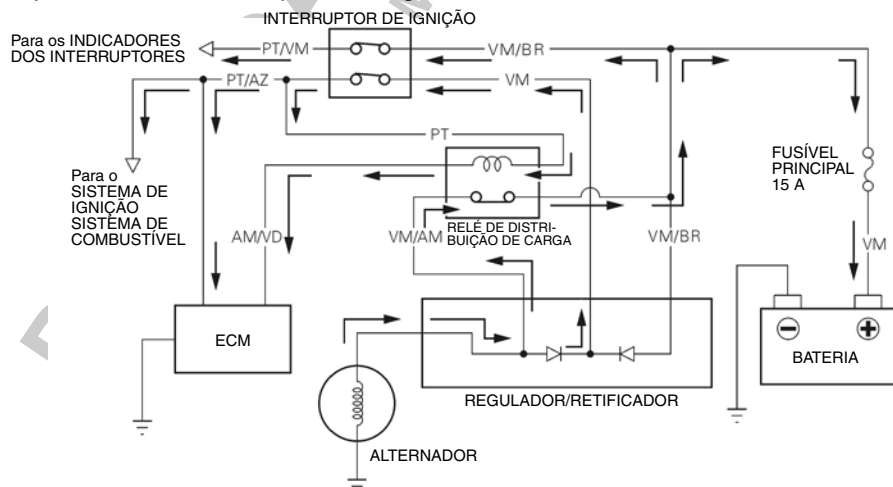 INTERRUPTOR DE IGNIÇÃO
Para os INDICADORES
DOS INTERRUPTORES
PT/VM
VM/BR
PT/AZ
VM
PT
FUSÍVEL
PRINCIPAL
15 A
Para o
SISTEMA DE
IGNIÇÃO
SISTEMA DE
COMBUSTÍVEL
AM/VD
VM/AM
RELÉ DE DISTRI-
BUIÇÃO DE CARGA
VM/BR
VM
ECM
BATERIA
REGULADOR/RETIFICADOR
ALTERNADOR